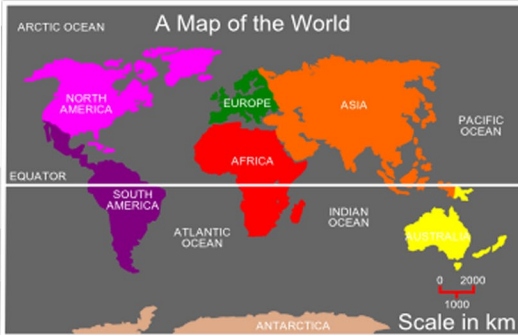 A Map of the World
ARCTIC OCEAN
NORTH
AMERICA
EUROPE
ASIA
PACIFIC
OCEAN
AFRICA
EQUATOR
SOUTH
AMERICA
ATLANTIC
OCEAN
INDIAN
OCEAN
AUSTRALIA
0 2000
1000
Scale in km
ANTARCTICA